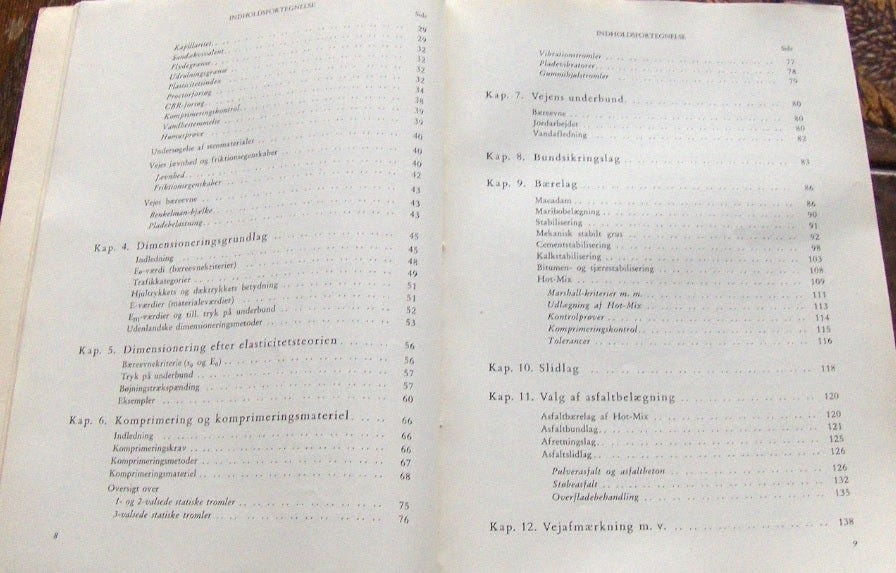 INDHOLDSFORTEGNELSE
Side
Kapillaritet 29
Sandækvivalent 29
Flydegrænse 32
Udrulningsgrænse 32
Plasticitetsindex 32
Proctorforsøg 34
CBR-forsøg 38
Komprimeringskontrol 39
Vandbestemmelse 39
Humusprøve
Undersøgelse af stenmaterialer 40
Vejes jævnhed og friktionsegenskaber 40
Jævnhed 40
Friktionsegenskaber 42
Vejes bæreevne 43
Benkelman-bjælke 43
Pladebelastning 43
Kap. 4. Dimensioneringsgrundlag 45
Indledning 45
E₀-værdi (bæreevnekriterier) 48
Trafikkategorier 49
Hjultrykkets og dæktrykkets betydning 51
E-værdier (materialeværdier) 51
Em-værdier og till. tryk på underbund 52
Udenlandske dimensioneringsmetoder 53
Kap. 5. Dimensionering efter elasticitetsteorien 56
Bæreevnekriterie (s₀ og E₀) 56
Tryk på underbund 57
Bøjningstrækspænding 57
Eksempler 60
Kap. 6. Komprimering og komprimeringsmateriel 66
Indledning 66
Komprimeringskrav 66
Komprimeringsmetoder 67
Komprimeringsmateriel 68
Oversigt over
1- og 2-valsede statiske tromler 75
3-valsede statiske tromler 76
8
INDHOLDSFORTEGNELSE
Side
Vibrationstromler 77
Pladevibratorer 78
Gummihjulstromler 79
Kap. 7. Vejens underbund 80
Bæreevne 80
Jordarbejdet 80
Vandafledning 82
Kap. 8. Bundsikringslag 83
Kap. 9. Bærelag 86
Macadam 86
Maribobelægning 90
Stabilisering 91
Mekanisk stabilt grus 92
Cementstabilisering 98
Kalkstabilisering 103
Bitumen- og tjærestabilisering 108
Hot-Mix 109
Marshall-kriterier m. m. 111
Udlægning af Hot-Mix 113
Kontrolprøver 114
Komprimeringskontrol 115
Tolerancer 116
Kap. 10. Slidlag 118
Kap. 11. Valg af asfaltbelægning 120
Asfaltbærelag af Hot-Mix 120
Asfaltbundlag 121
Afretningslag 125
Asfaltslidlag 126
Pulverasfalt og asfaltbeton 126
Støbeasfalt 132
Overfladebehandling 135
Kap. 12. Vejafmærkning m. v. 138
9